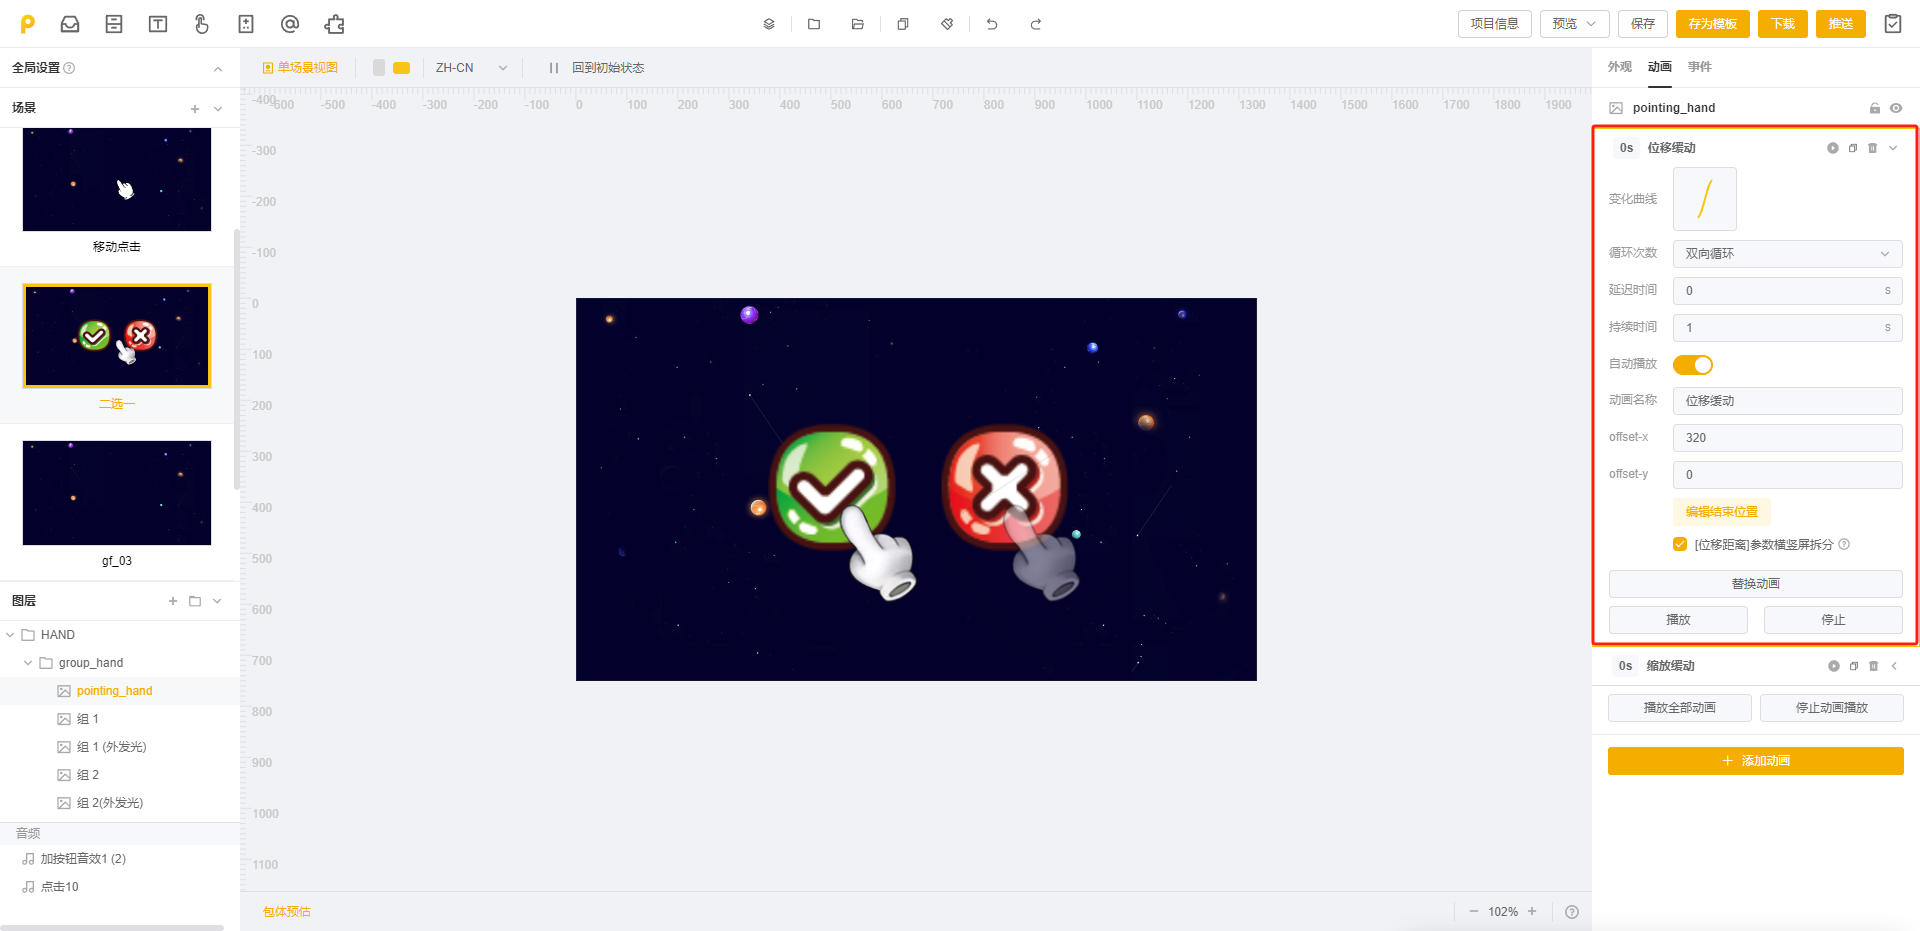 项目信息
预览
保存
存为模板
下载
推送
全局设置
场景
移动点击
二选一
gf_03
图层
HAND
group_hand
pointing_hand
组 1
组 1 (外发光)
组 2
组 2(外发光)
音频
加按钮音效1 (2)
点击10
单场景视图
ZH-CN
回到初始状态
-400
-600 -500 -400 -300 -200 -100 0 100 200 300 400 500 600 700 800 900 1000 1100 1200 1300 1400 1500 1600 1700 1800 1900
-300
-200
-100
0
100
200
300
400
500
600
700
800
900
1000
1100
包体预估
102%
外观 动画 事件
pointing_hand
0s 位移缓动
变化曲线
循环次数 双向循环
延迟时间 0 s
持续时间 1 s
自动播放
动画名称 位移缓动
offset-x 320
offset-y 0
编辑结束位置
[位移距离]参数横竖屏拆分
替换动画
播放 停止
0s 缩放缓动
播放全部动画 停止动画播放
添加动画